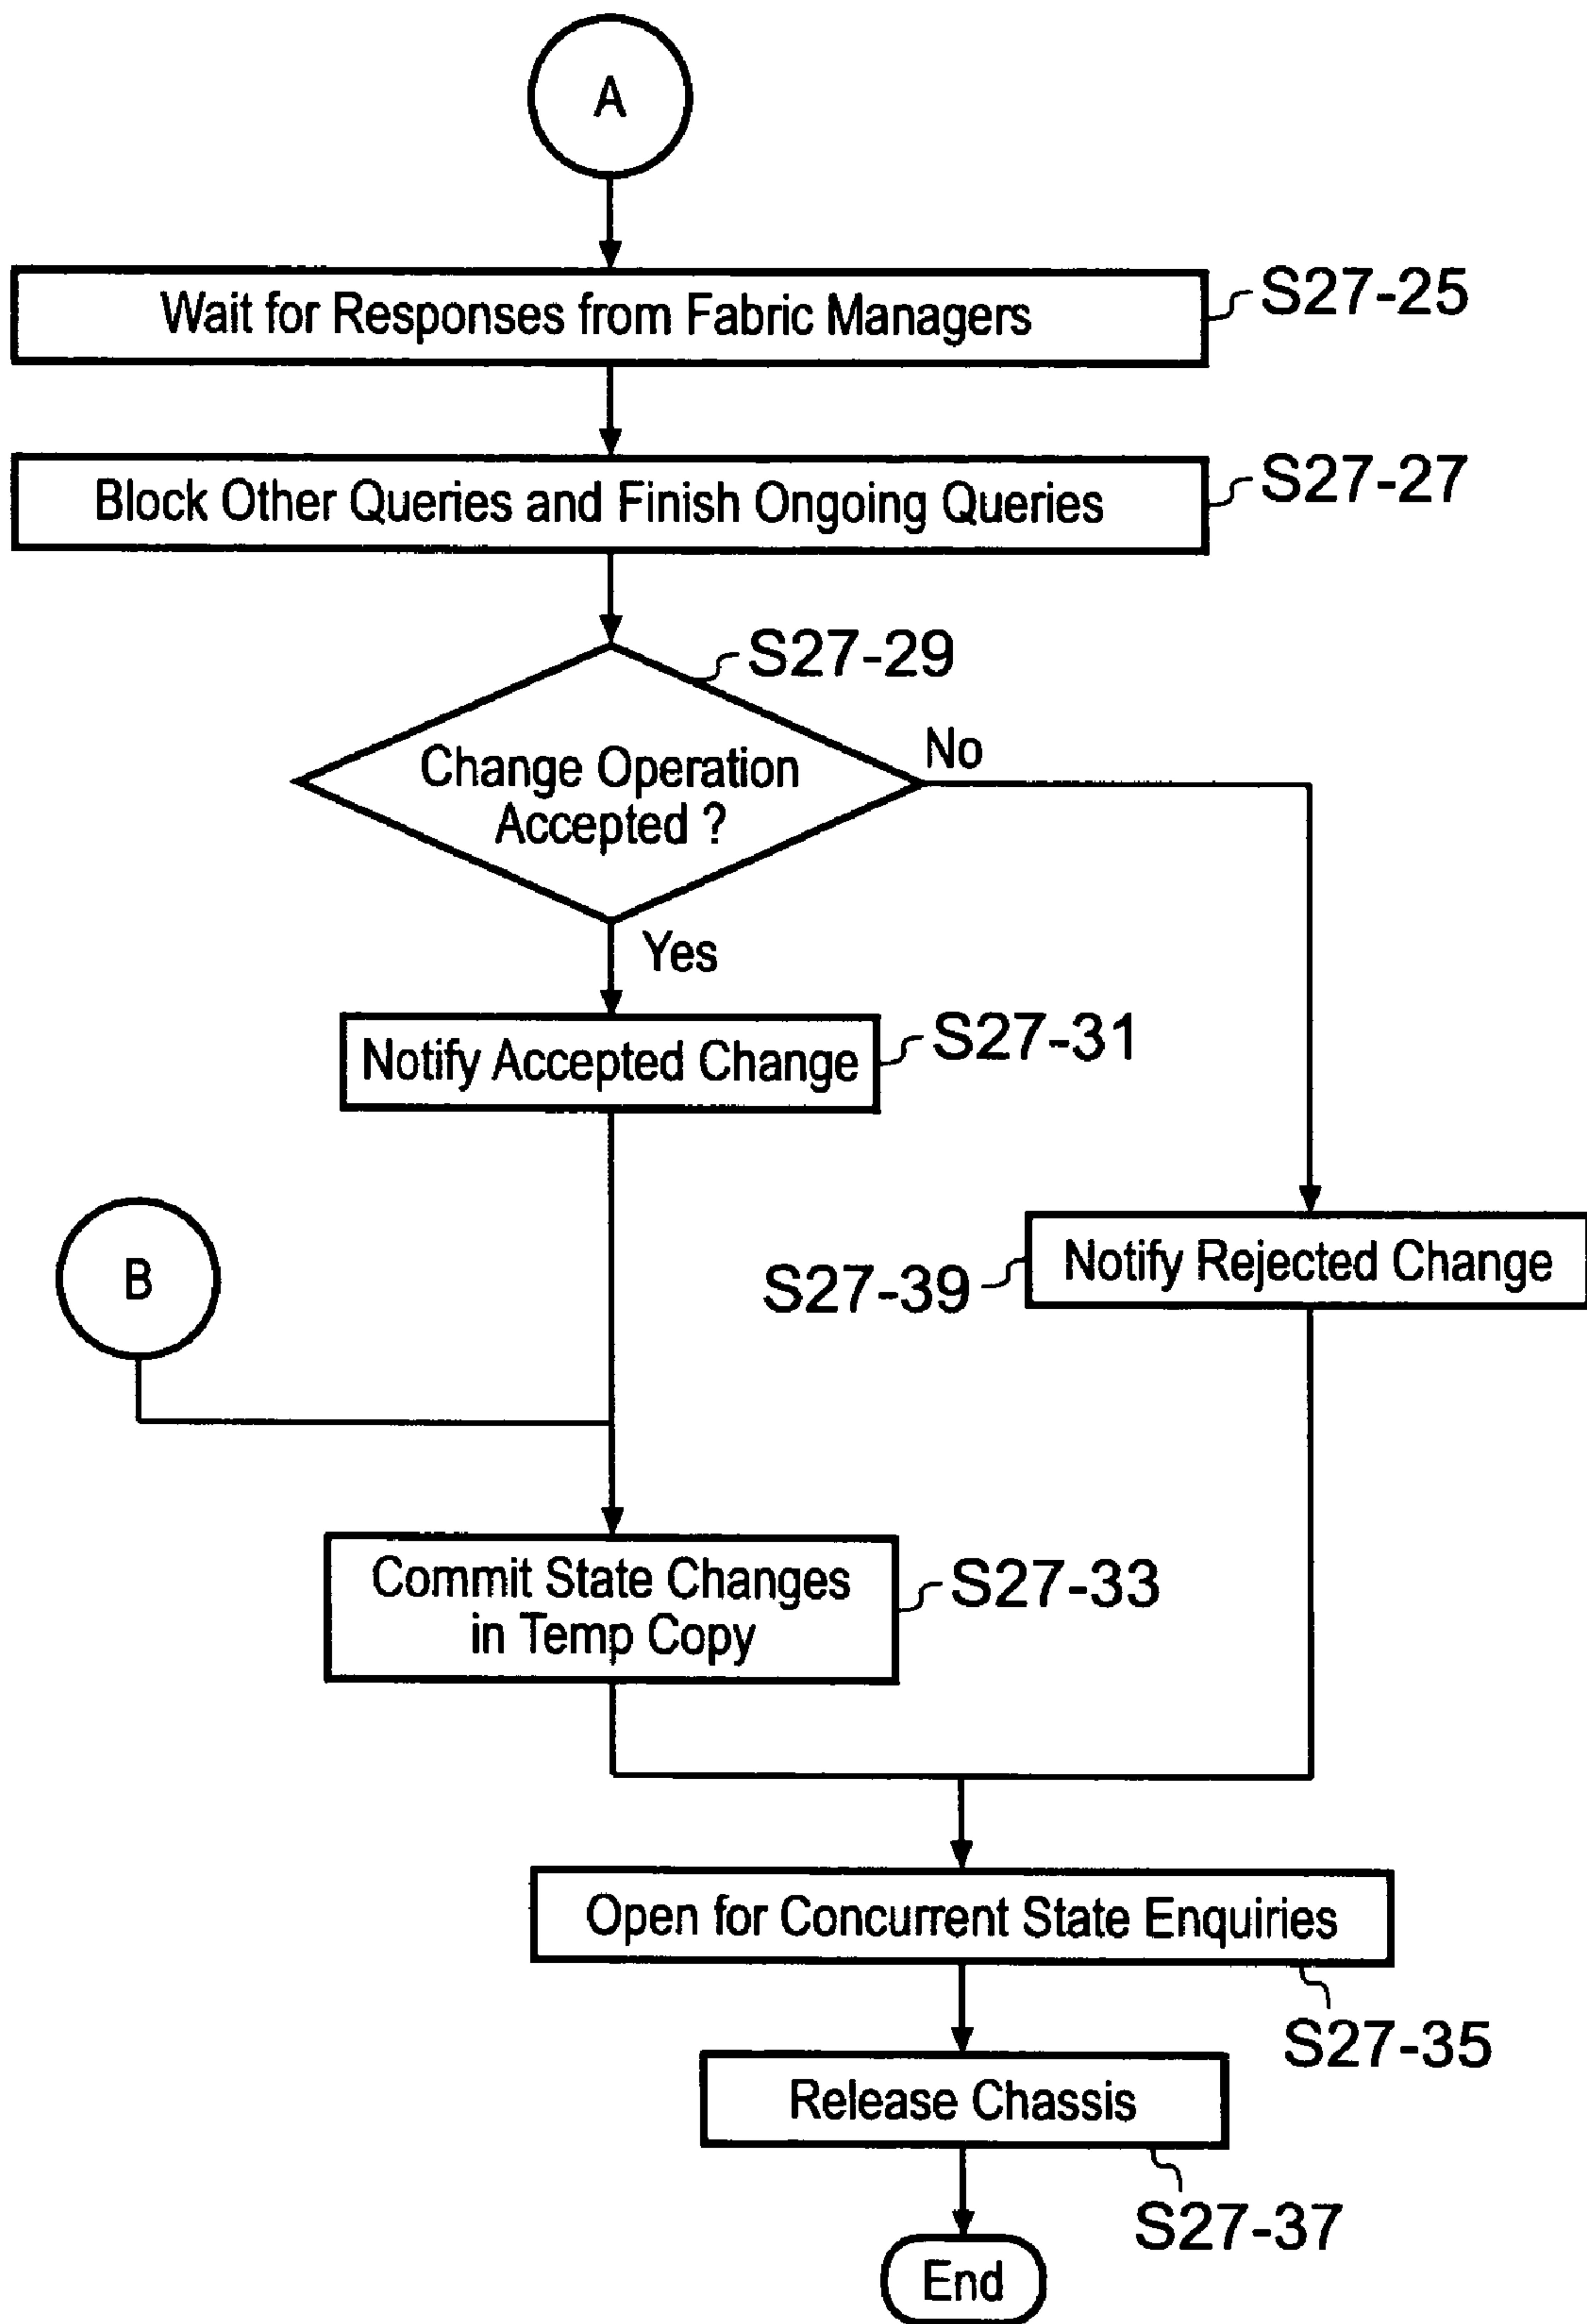 A
Wait for Responses from Fabric Managers
S27-25
Block Other Queries and Finish Ongoing Queries
S27-27
S27-29
Change Operation
Accepted ?
No
Yes
Notify Accepted Change
S27-31
B
Notify Rejected Change
S27-39
Commit State Changes
in Temp Copy
S27-33
Open for Concurrent State Enquiries
S27-35
Release Chassis
S27-37
End